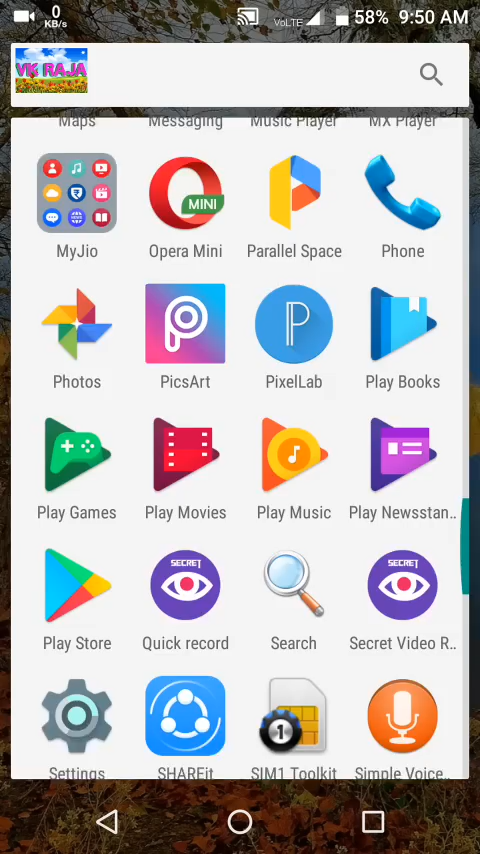 0
KB/s
VoLTE
58%
9:50 AM
VK RAJA
Maps Messaging Music Player MX Player
MINI
MyJio Opera Mini Parallel Space Phone
Photos PicsArt PixelLab Play Books
Play Games Play Movies Play Music Play Newsstan..
SECRET SECRET
Play Store Quick record Search Secret Video R..
1
Settings SHAREit SIM1 Toolkit Simple Voice..